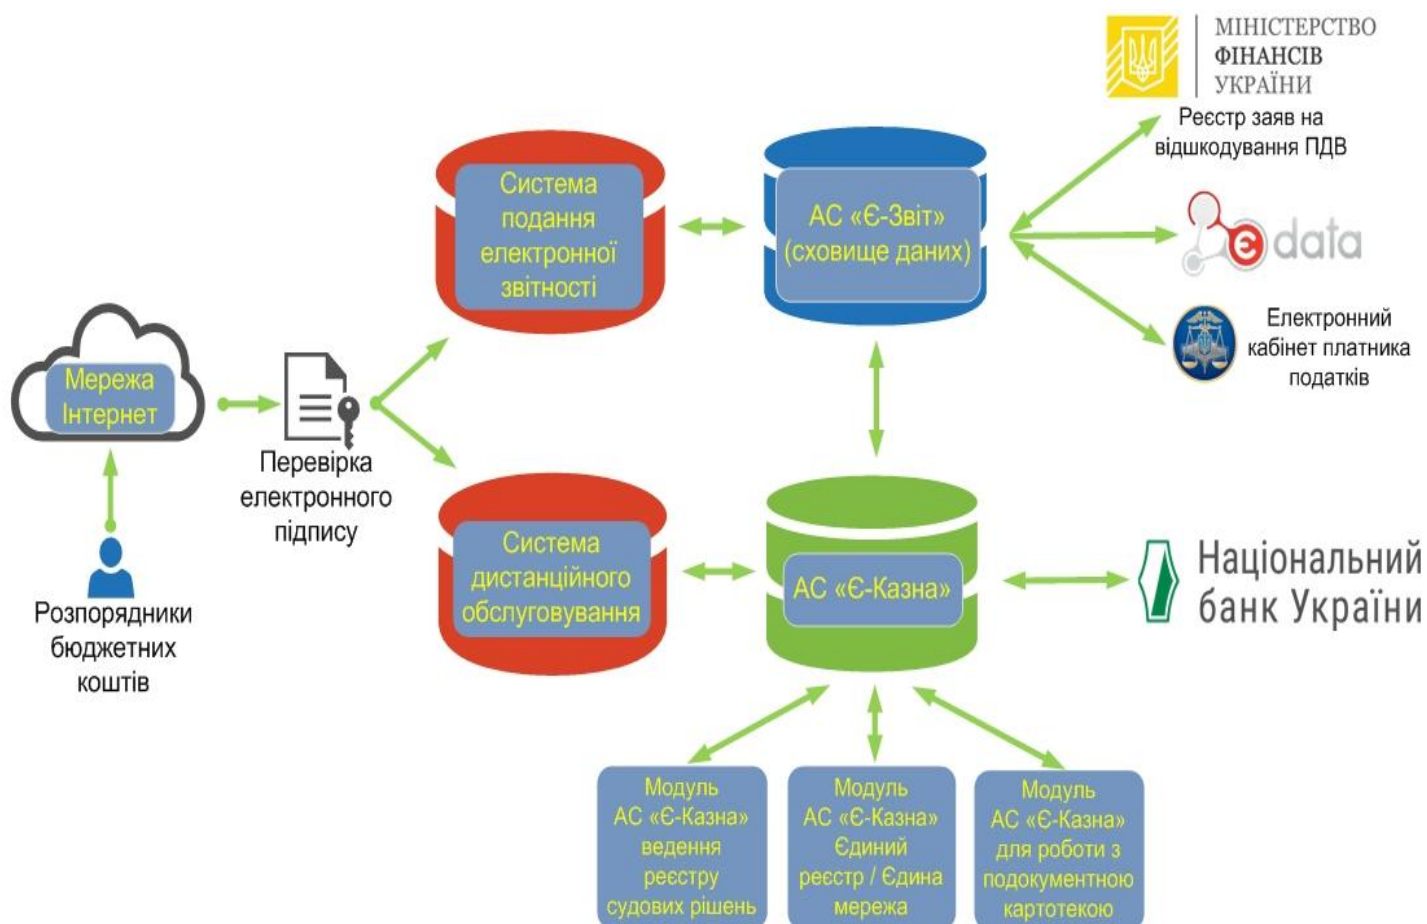 МІНІСТЕРСТВО
ФІНАНСІВ
УКРАЇНИ
Реєстр заяв на
відшкодування ПДВ
Система
подання
електронної
звітності
АС «Є-Звіт»
(сховище даних)
є data
Електронний
кабінет платника
податків
Мережа
Інтернет
Перевірка
електронного
підпису
Розпорядники
бюджетних
коштів
Система
дистанційного
обслуговування
АС «Є-Казна»
Національний
банк України
Модуль
АС «Є-Казна»
ведення
реєстру
судових рішень
Модуль
АС «Є-Казна»
Єдиний
реєстр / Єдина
мережа
Модуль
АС «Є-Казна»
для роботи з
подокументною
картотекою